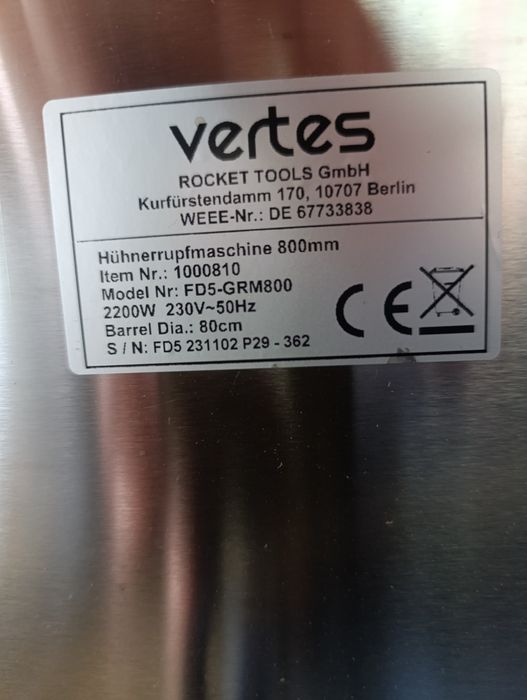 vertes
ROCKET TOOLS GmbH
Kurfürstendamm 170, 10707 Berlin
WEEE-Nr.: DE 67733838
Hühnerrupfmaschine 800mm
Item Nr.: 1000810
Model Nr: FD5-GRM800
2200W 230V~50Hz
Barrel Dia.: 80cm
S / N: FD5 231102 P29 - 362
CE